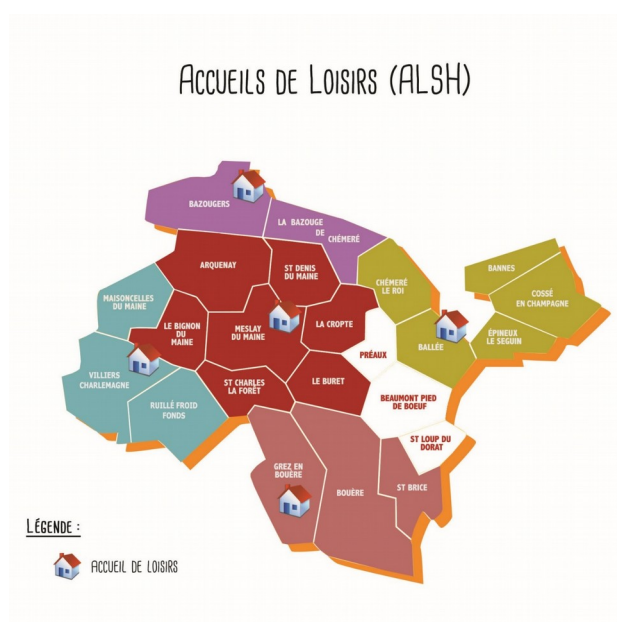 ACCUEILS DE LOISIRS (ALSH)
BAZOUGERS
LA BAZOUGE
DE
CHÉMERÉ
ARQUENAY
ST DENIS
DU MAINE
CHÉMERÉ
LE ROI
BANNES
COSSÉ
EN CHAMPAGNE
MAISONCELLES
DU MAINE
LE BIGNON
DU
MAINE
MESLAY
DU MAINE
LA CROPTE
PRÉAUX
BALLÉE
ÉPINEUX
LE SEGUIN
VILLIERS
CHARLEMAGNE
RUILLÉ FROID
FONDS
ST CHARLES
LA FORÊT
LE BURET
BEAUMONT PIED
DE BOEUF
ST LOUP DU
DORAT
GREZ EN
BOUÈRE
BOUÈRE
ST BRICE
LÉGENDE :
ACCUEIL DE LOISIRS